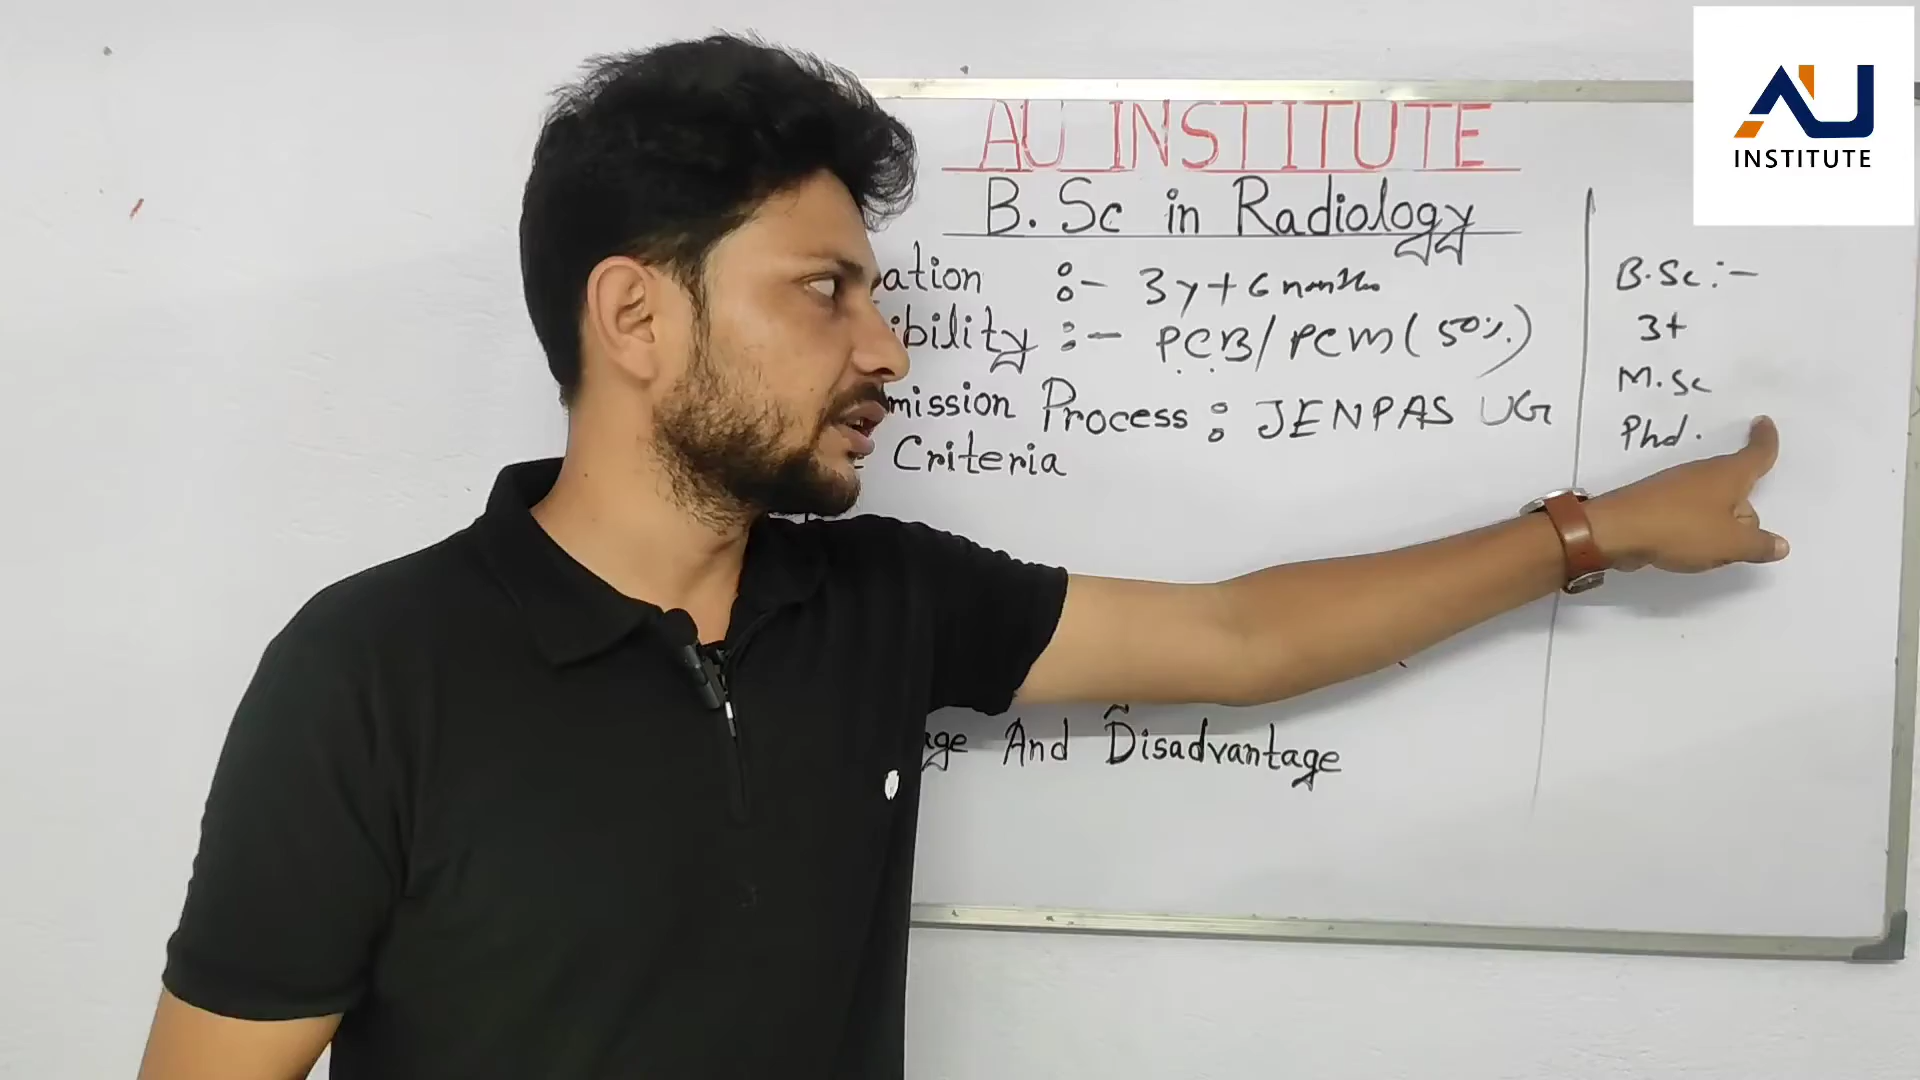 AU INSTITUTE
B.Sc in Radiology
ation :- 3y+6 months
ibility :- PCB/PCM (50%)
mission Process : JENPAS UG
Criteria
age And Disadvantage
B.Sc :-
3+
M.Sc
Phd.
AU
INSTITUTE